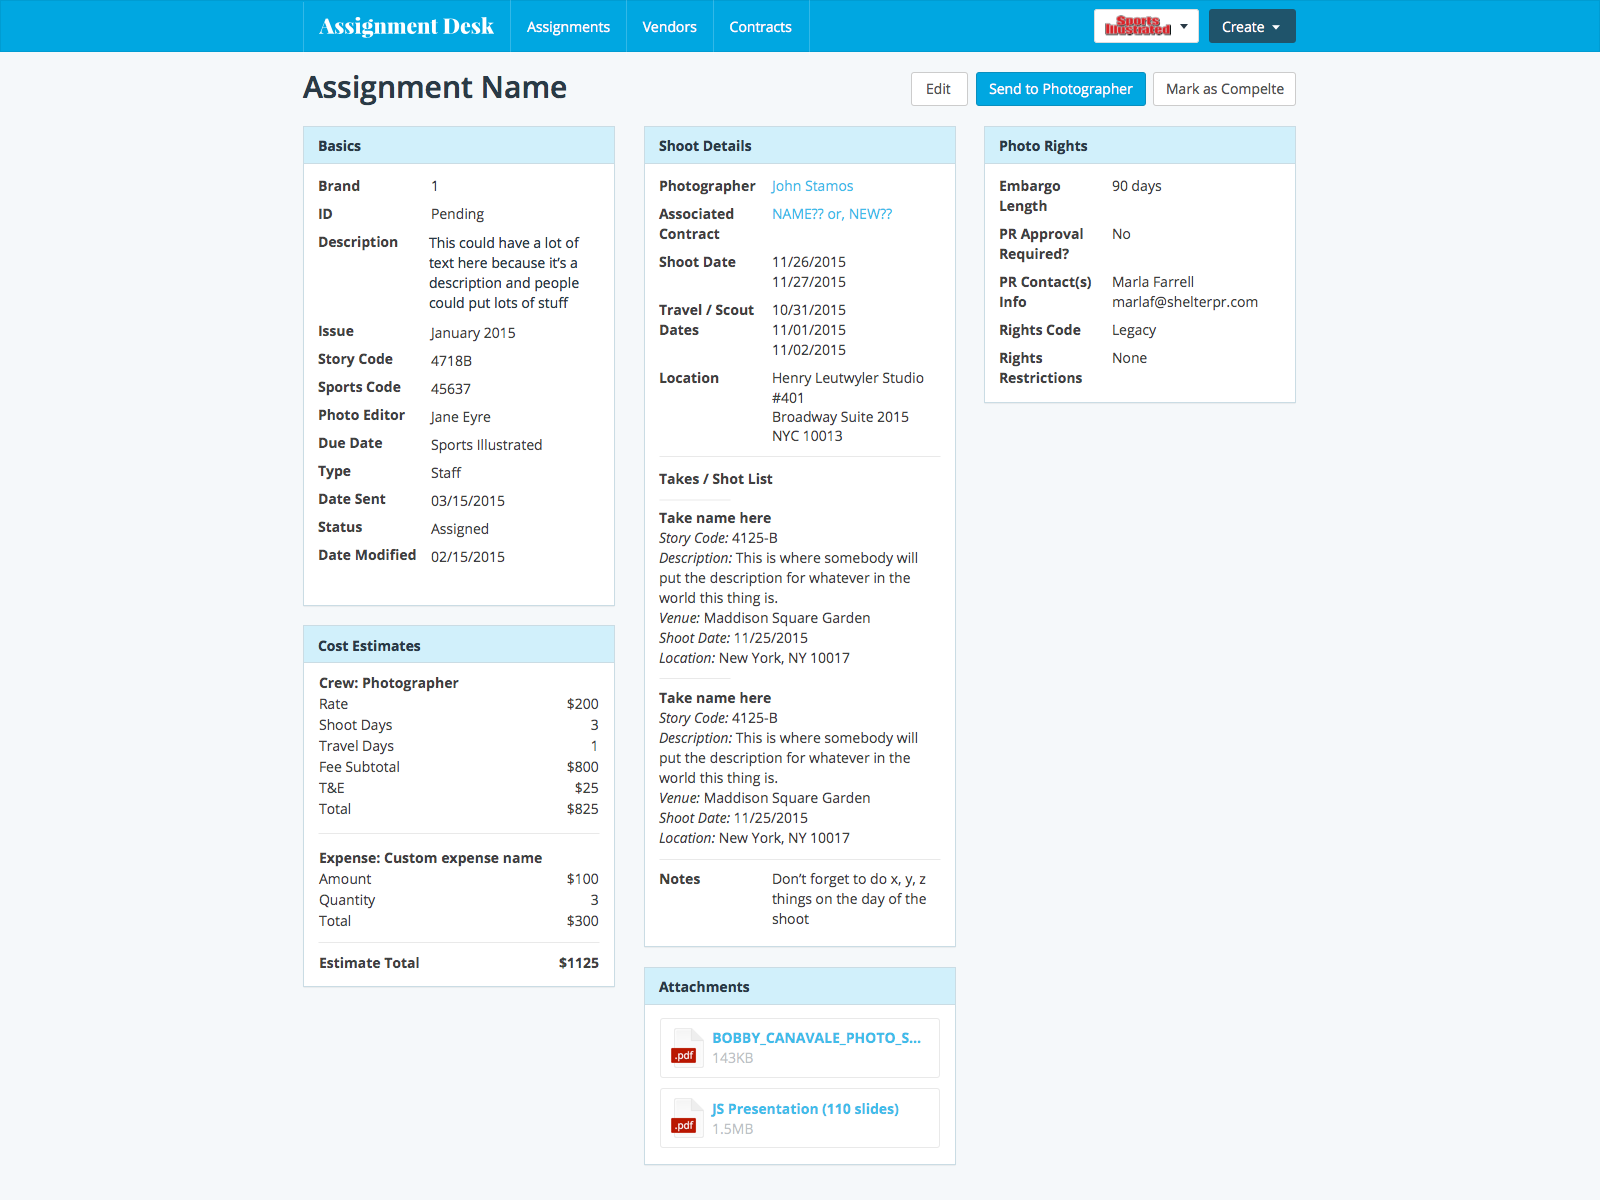 Assignment Desk
Assignments
Vendors
Contracts
Sports
Illustrated
Create
Assignment Name
Edit
Send to Photographer
Mark as Compelte
Basics
Brand 1
ID Pending
Description This could have a lot of
text here because it's a
description and people
could put lots of stuff
Issue January 2015
Story Code 4718B
Sports Code 45637
Photo Editor Jane Eyre
Due Date Sports Illustrated
Type Staff
Date Sent 03/15/2015
Status Assigned
Date Modified 02/15/2015
Cost Estimates
Crew: Photographer
Rate $200
Shoot Days 3
Travel Days 1
Fee Subtotal $800
T&E $25
Total $825
Expense: Custom expense name
Amount $100
Quantity 3
Total $300
Estimate Total $1125
Shoot Details
Photographer John Stamos
Associated NAME?? or, NEW??
Contract
Shoot Date 11/26/2015
11/27/2015
Travel / Scout 10/31/2015
Dates 11/01/2015
11/02/2015
Location Henry Leutwyler Studio
#401
Broadway Suite 2015
NYC 10013
Takes / Shot List
Take name here
Story Code: 4125-B
Description: This is where somebody will
put the description for whatever in the
world this thing is.
Venue: Maddison Square Garden
Shoot Date: 11/25/2015
Location: New York, NY 10017
Take name here
Story Code: 4125-B
Description: This is where somebody will
put the description for whatever in the
world this thing is.
Venue: Maddison Square Garden
Shoot Date: 11/25/2015
Location: New York, NY 10017
Notes Don't forget to do x, y, z
things on the day of the
shoot
Attachments
BOBBY_CANAVALE_PHOTO_S...
.pdf
143KB
JS Presentation (110 slides)
.pdf
1.5MB
Photo Rights
Embargo 90 days
Length
PR Approval No
Required?
PR Contact(s) Marla Farrell
Info marlaf@shelterpr.com
Rights Code Legacy
Rights None
Restrictions